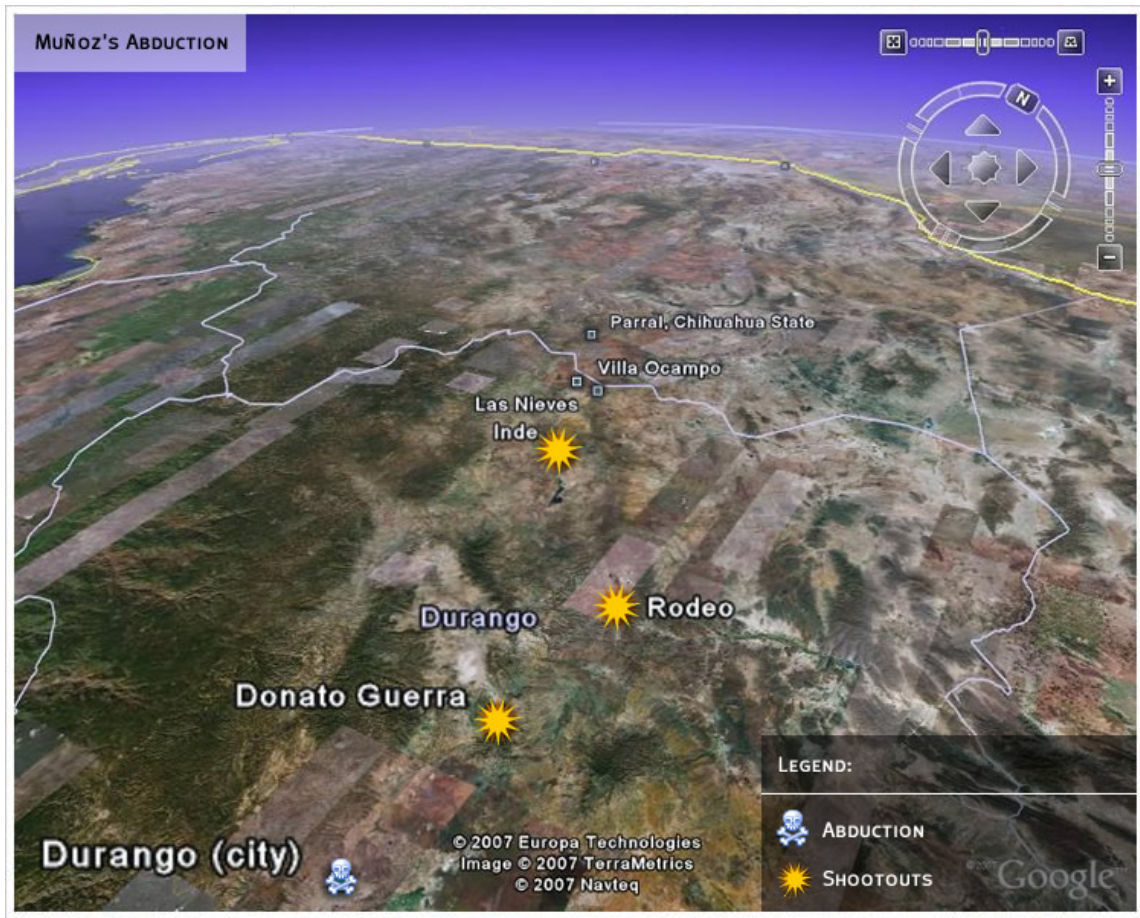 MUÑOZ'S ABDUCTION
N
+
−
Parral, Chihuahua State
Villa Ocampo
Las Nieves
Inde
Rodeo
Durango
Donato Guerra
Durango (city)
© 2007 Europa Technologies
Image © 2007 TerraMetrics
© 2007 Navteq
LEGEND:
ABDUCTION
SHOOTOUTS
© 2007 Google